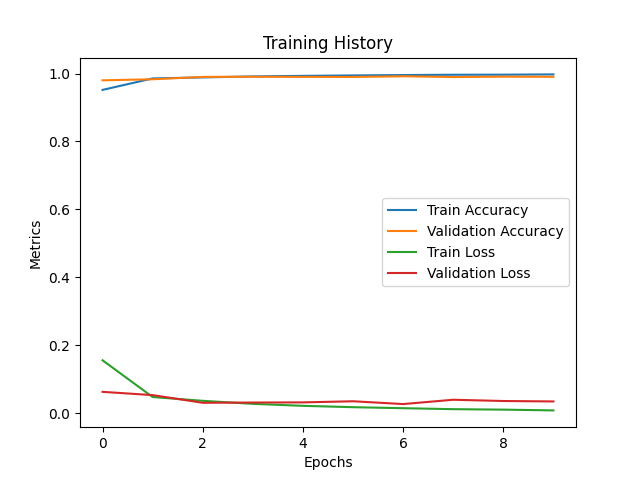 Training History
Metrics
1.0
0.8
0.6
0.4
0.2
0.0
Train Accuracy
Validation Accuracy
Train Loss
Validation Loss
0
2
4
6
8
Epochs